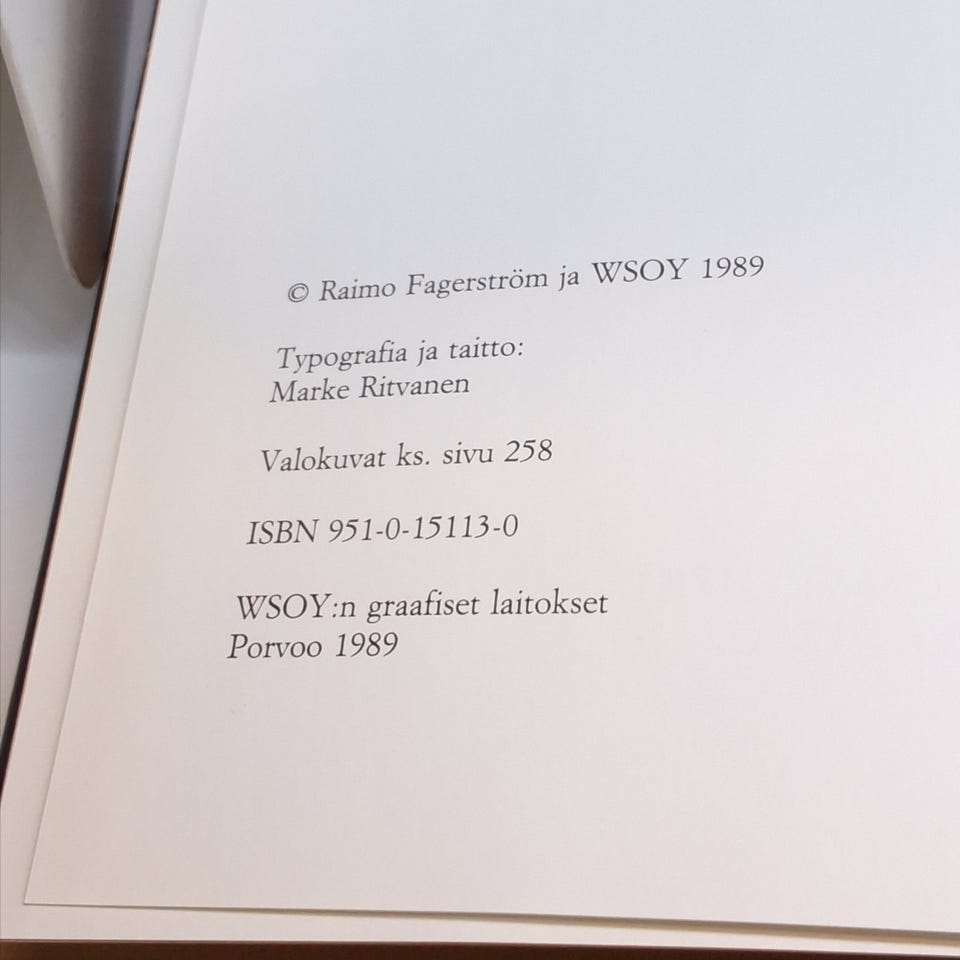 © Raimo Fagerström ja WSOY 1989
Typografia ja taitto:
Marke Ritvanen
Valokuvat ks. sivu 258
ISBN 951-0-15113-0
WSOY:n graafiset laitokset
Porvoo 1989